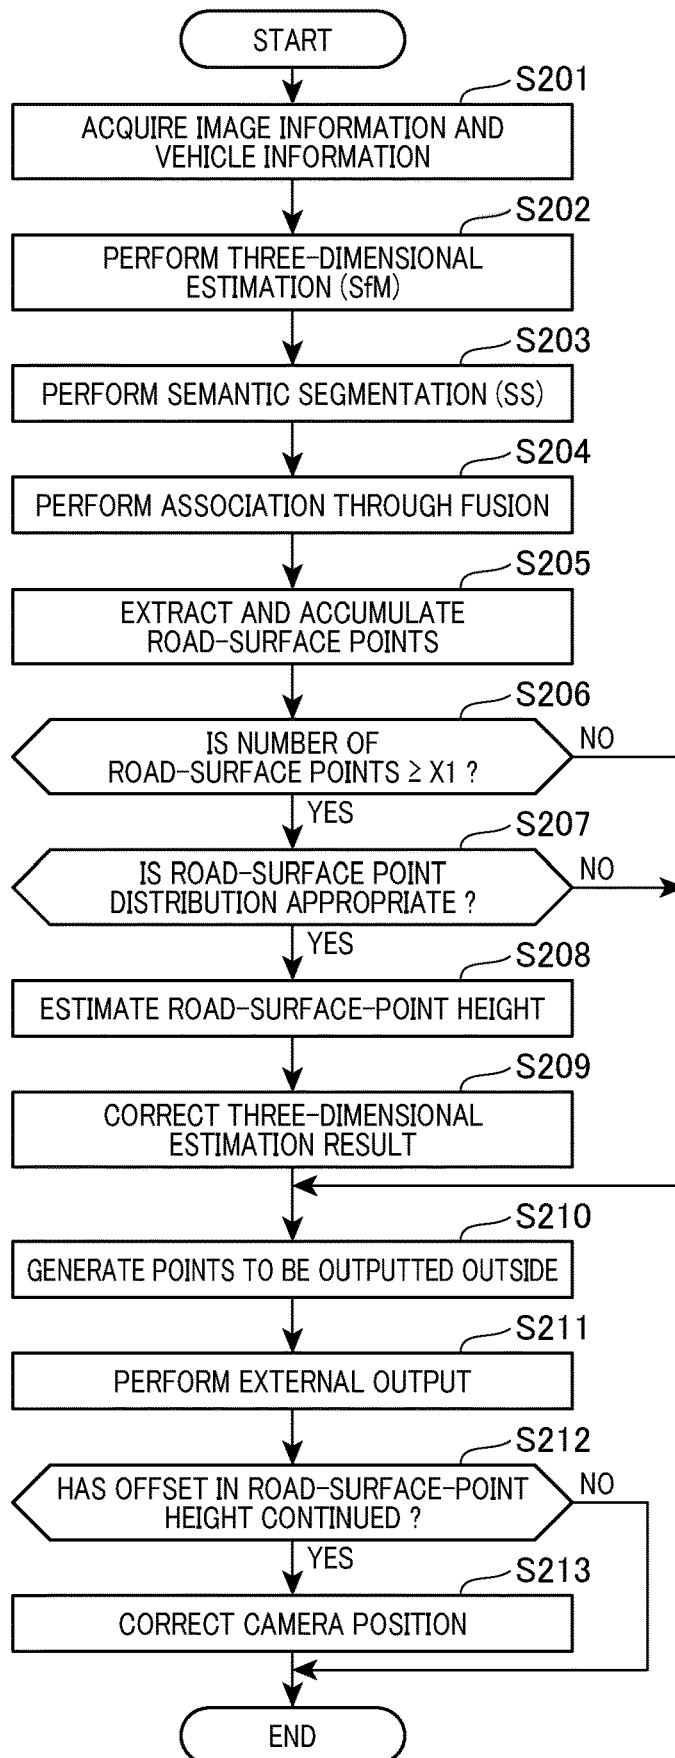 START
S201
ACQUIRE IMAGE INFORMATION AND
VEHICLE INFORMATION
S202
PERFORM THREE-DIMENSIONAL
ESTIMATION (SfM)
S203
PERFORM SEMANTIC SEGMENTATION (SS)
S204
PERFORM ASSOCIATION THROUGH FUSION
S205
EXTRACT AND ACCUMULATE
ROAD-SURFACE POINTS
S206
IS NUMBER OF
ROAD-SURFACE POINTS ≥ X1 ?
NO
YES
S207
IS ROAD-SURFACE POINT
DISTRIBUTION APPROPRIATE ?
NO
YES
S208
ESTIMATE ROAD-SURFACE-POINT HEIGHT
S209
CORRECT THREE-DIMENSIONAL
ESTIMATION RESULT
S210
GENERATE POINTS TO BE OUTPUTTED OUTSIDE
S211
PERFORM EXTERNAL OUTPUT
S212
HAS OFFSET IN ROAD-SURFACE-POINT
HEIGHT CONTINUED ?
NO
YES
S213
CORRECT CAMERA POSITION
END